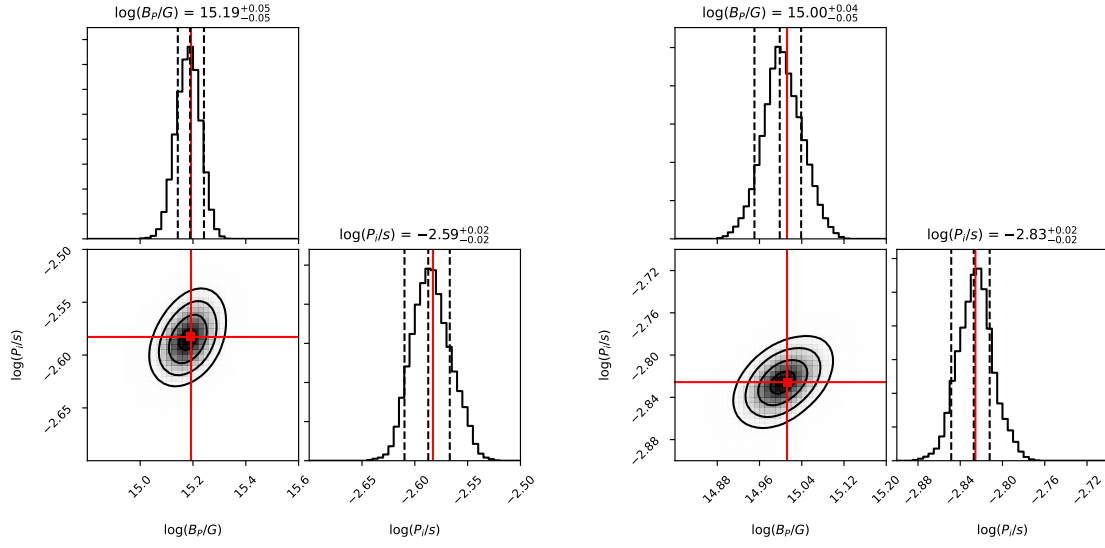 log(B_P/G) = 15.19^{+0.05}_{−0.05}
log(B_P/G) = 15.00^{+0.04}_{−0.05}
log(P_i/s) = −2.59^{+0.02}_{−0.02}
log(P_i/s) = −2.83^{+0.02}_{−0.02}
−2.50
−2.55
−2.60
−2.65
log(P_i/s)
−2.72
−2.76
−2.80
−2.84
−2.88
log(P_i/s)
15.0 15.2 15.4 15.6
−2.65 −2.60 −2.55 −2.50
14.88 14.96 15.04 15.12 15.20
−2.88 −2.84 −2.80 −2.76 −2.72
log(B_P/G)
log(P_i/s)
log(B_P/G)
log(P_i/s)